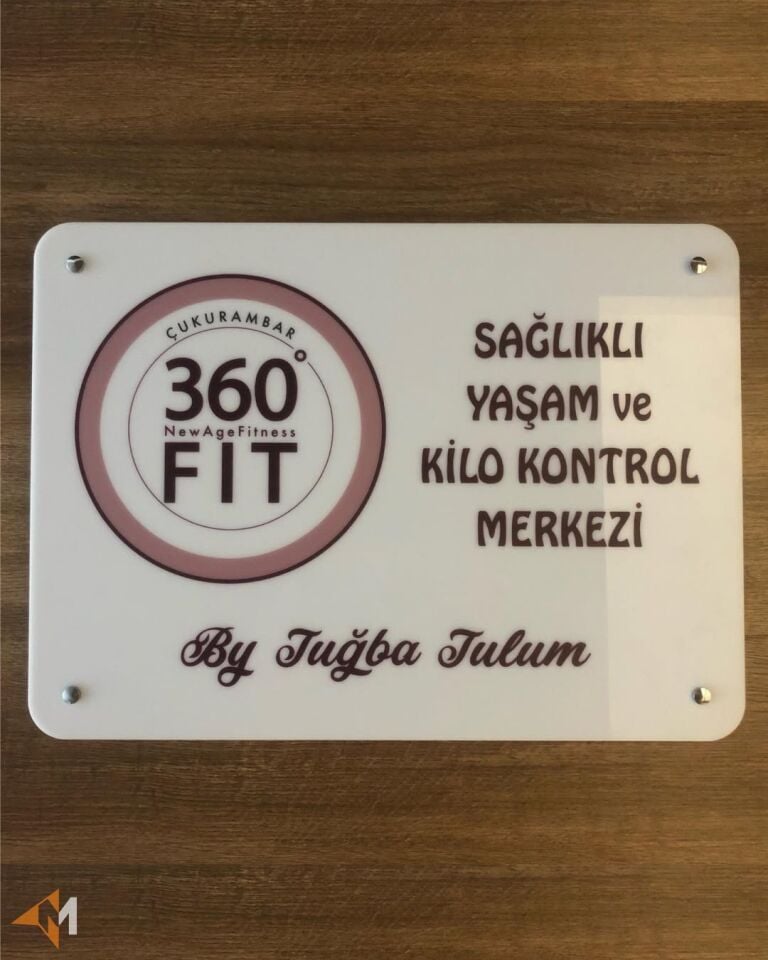 ÇUKURAMBAR
360°
NewAgeFitness
FIT
SAĞLIKLI
YAŞAM ve
KİLO KONTROL
MERKEZİ
By Tuğba Tulum
M